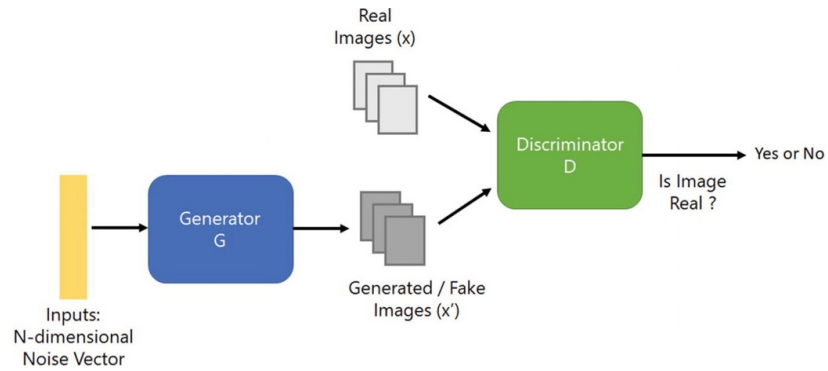 Real
Images (x)
Discriminator
D
Yes or No
Is Image
Real ?
Generator
G
Generated / Fake
Images (x')
Inputs:
N-dimensional
Noise Vector